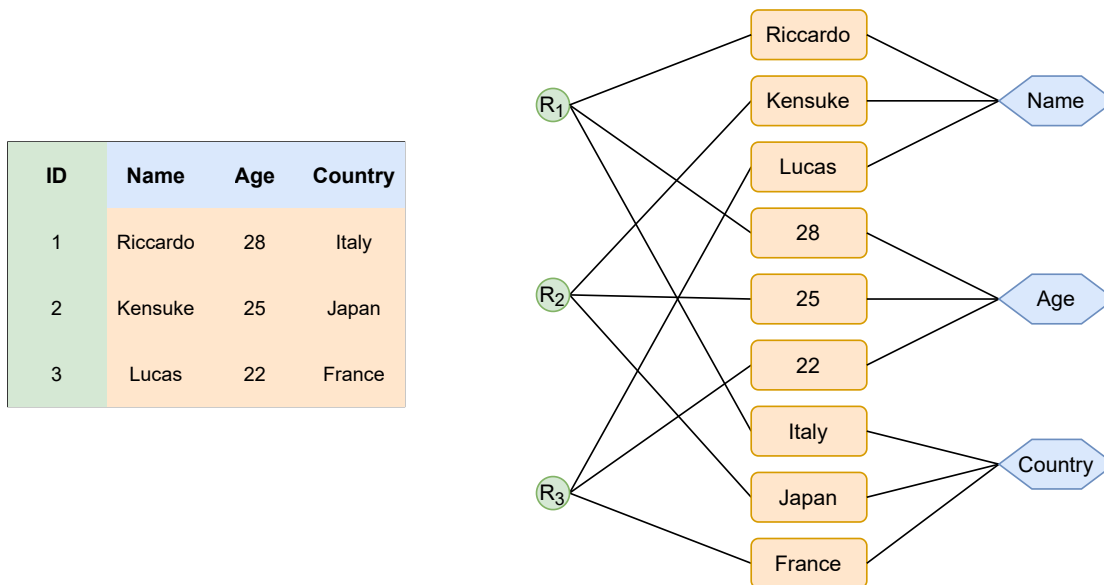 ID Name Age Country
1 Riccardo 28 Italy
2 Kensuke 25 Japan
3 Lucas 22 France
R1
R2
R3
Riccardo
Kensuke
Lucas
28
25
22
Italy
Japan
France
Name
Age
Country